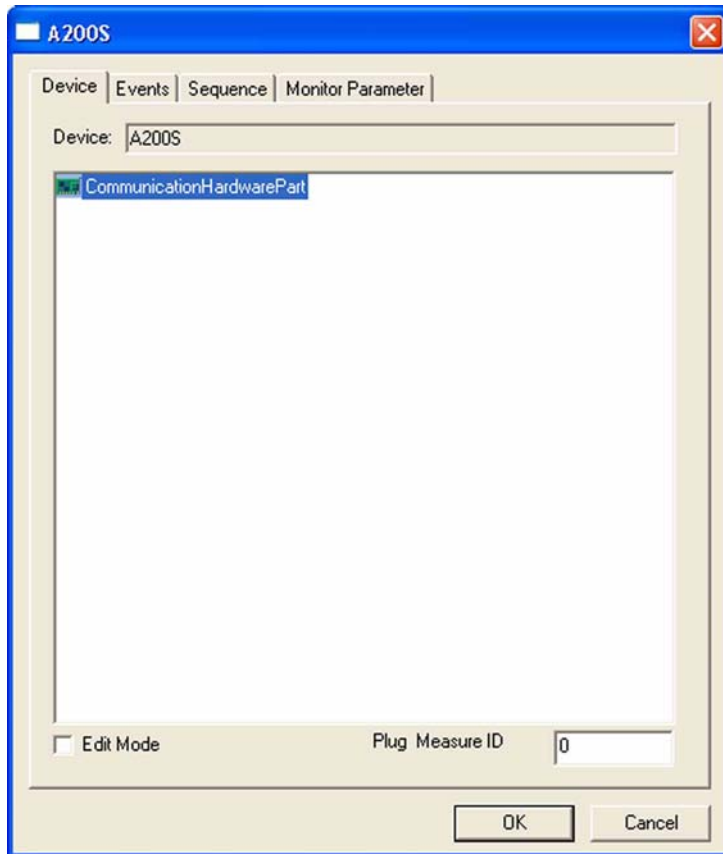 A200S
Device Events Sequence Monitor Parameter
Device: A200S
CommunicationHardwarePart
Edit Mode Plug Measure ID 0
OK Cancel